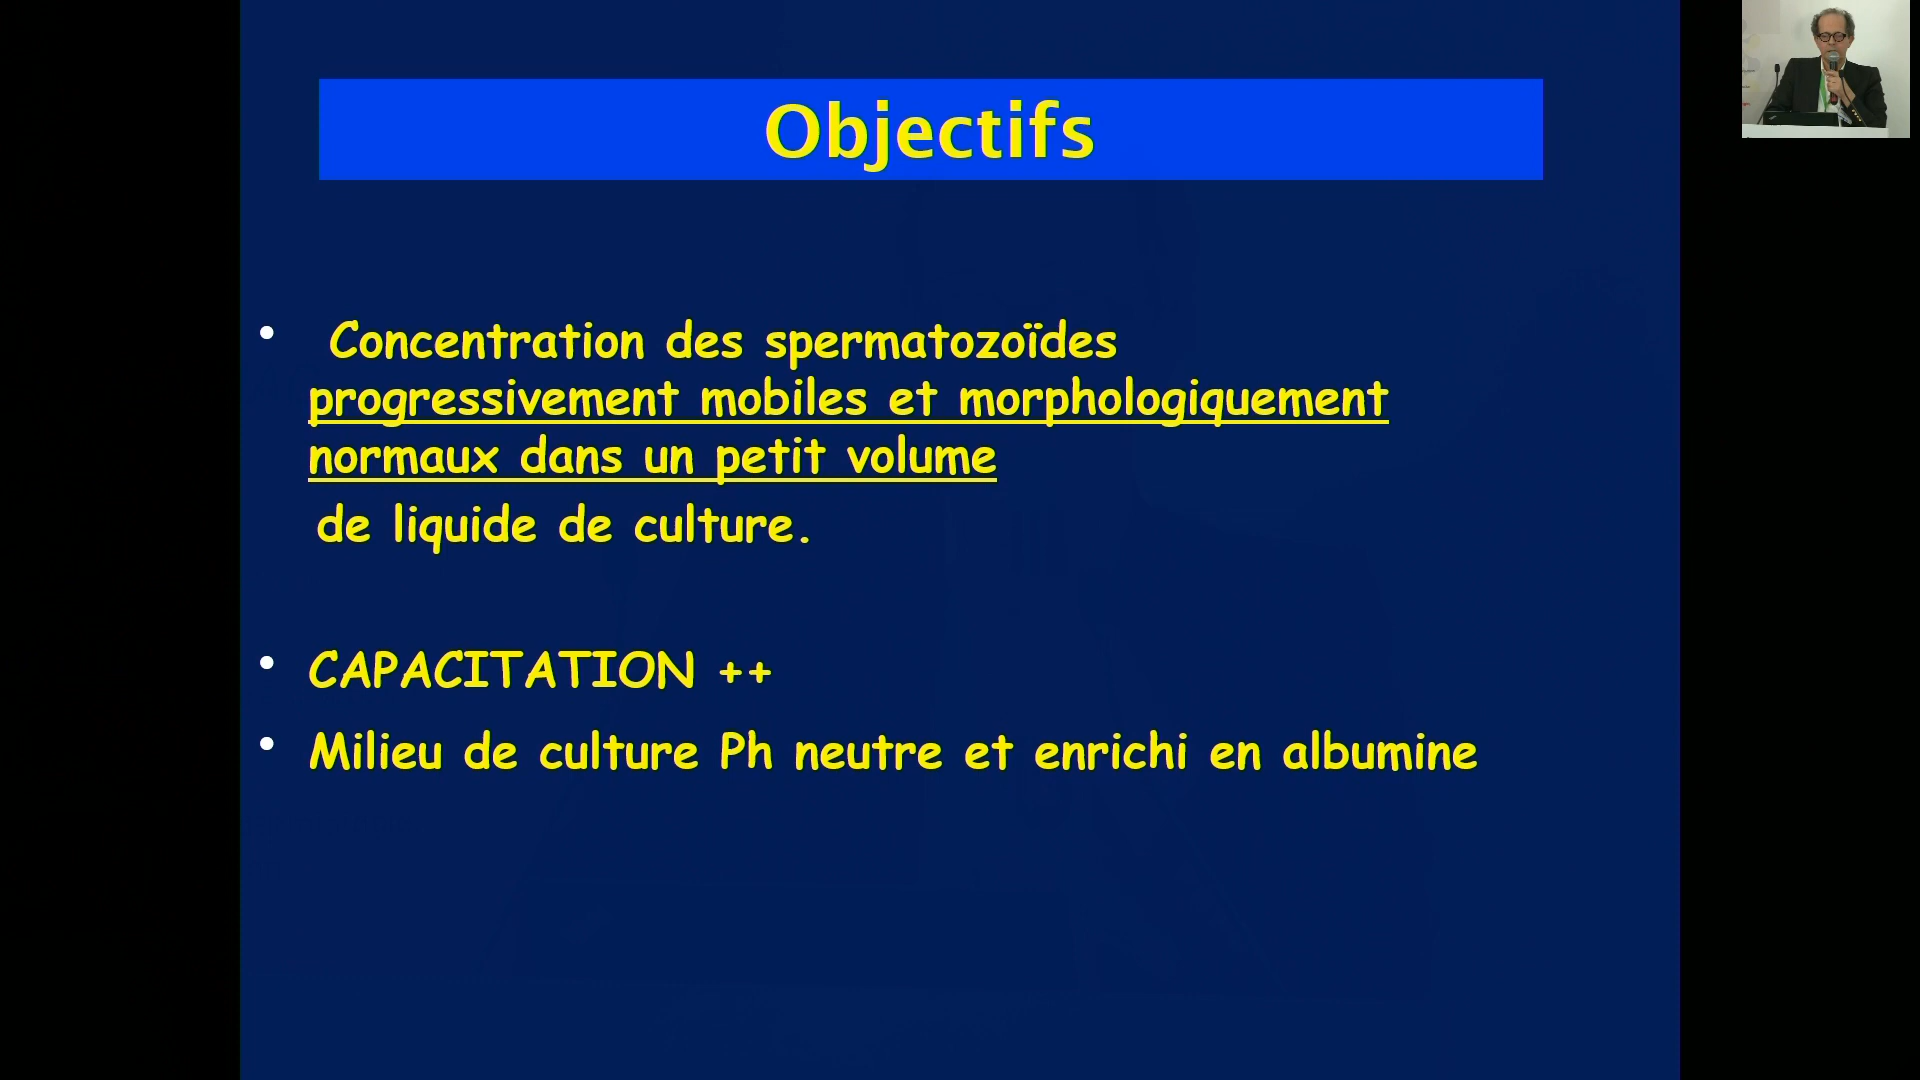 Objectifs
• Concentration des spermatozoïdes
progressivement mobiles et morphologiquement
normaux dans un petit volume
de liquide de culture.
• CAPACITATION ++
• Milieu de culture Ph neutre et enrichi en albumine